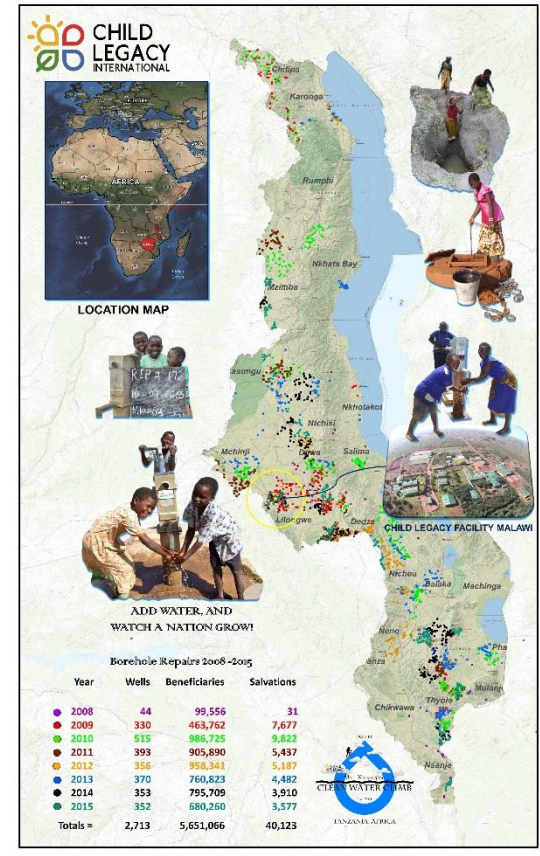 CHILD
LEGACY
INTERNATIONAL
AFRICA
LOCATION MAP
Chitipa
Karonga
Rumphi
Nkhata Bay
Mzimba
Kasungu
Nkhotakot
Ntchisi
Dowa
Salima
Mchinji
Lilongwe
Dedza
CHILD LEGACY FACILITY MALAWI
Ntcheu
Balaka
Machinga
Neno
anza
Pha
Mulanj
Thyolo
Chikwawa
Nsanje
ADD WATER, AND
WATCH A NATION GROW!
Borehole Repairs 2008 -2015
Year Wells Beneficiaries Salvations
2008 44 99,556 31
2009 330 463,762 7,677
2010 515 986,725 9,822
2011 393 905,890 5,437
2012 356 958,341 5,187
2013 370 760,823 4,482
2014 353 795,709 3,910
2015 352 680,260 3,577
Totals = 2,713 5,651,066 40,123
CLEAN WATER CLIMB
TANZANIA AFRICA